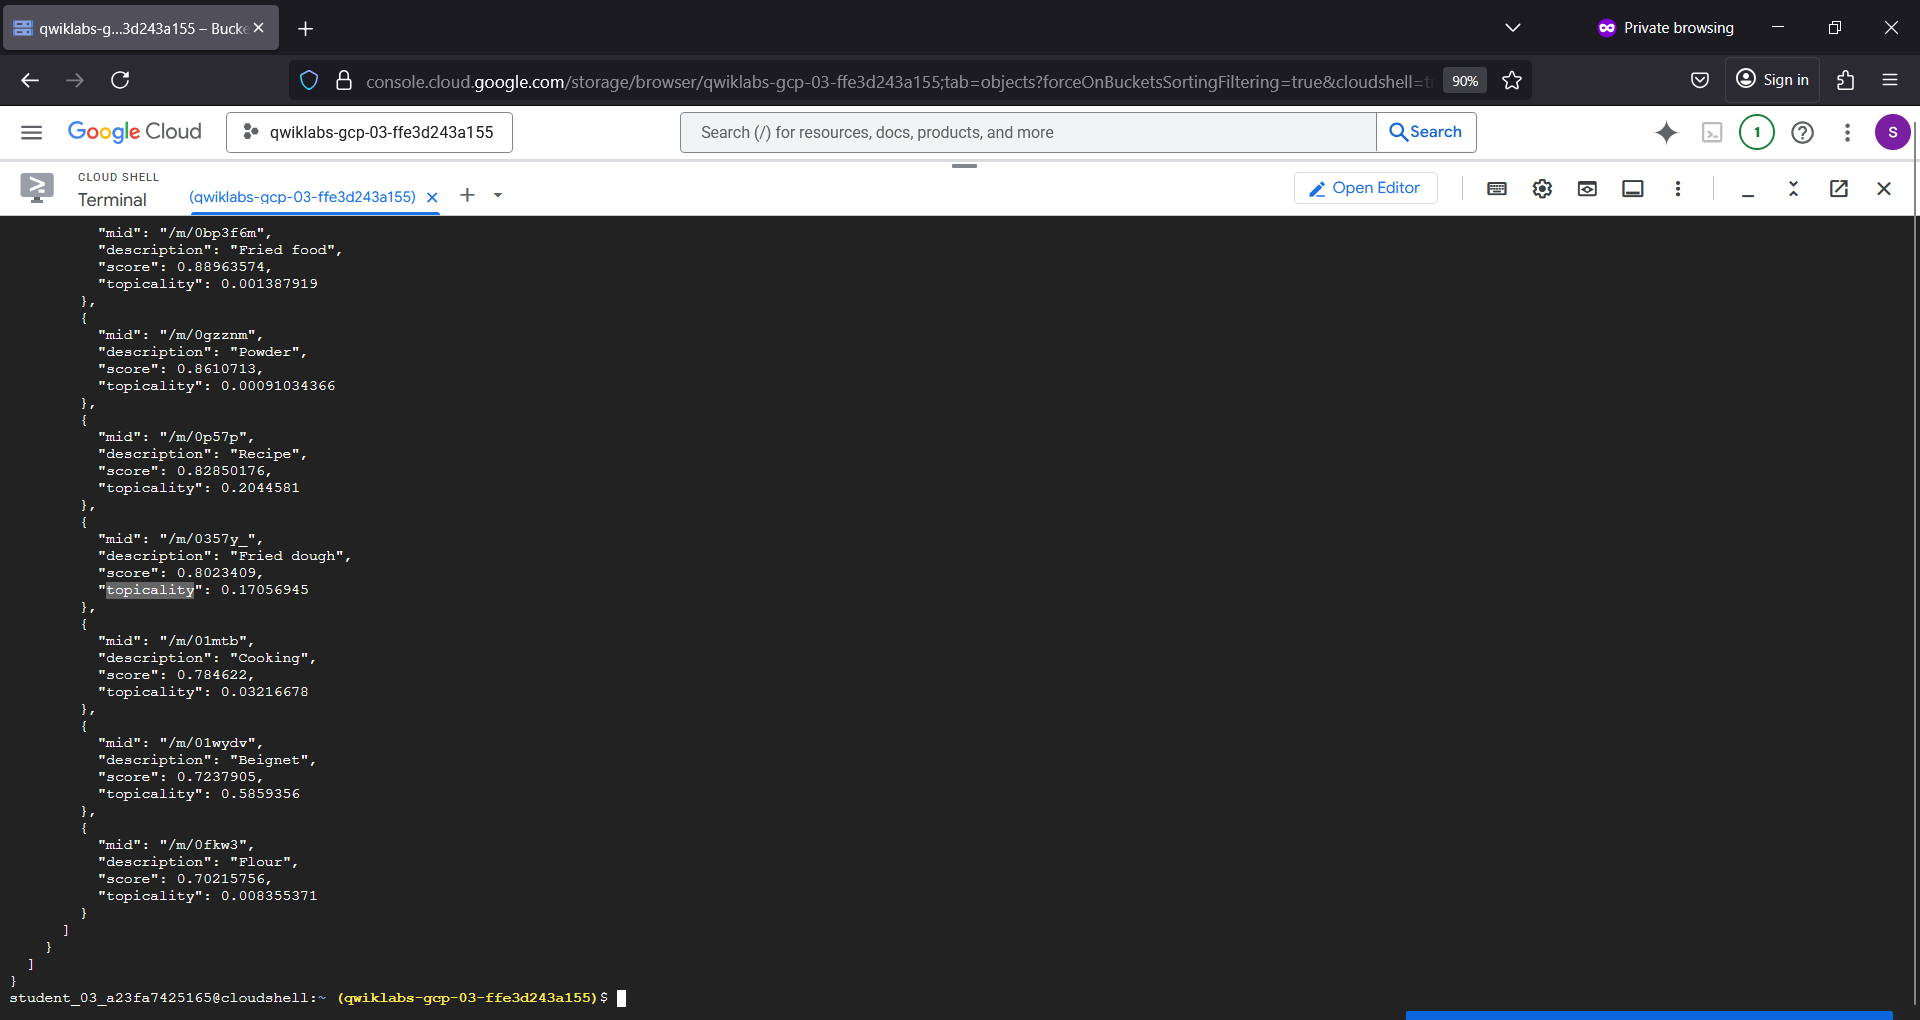 qwiklabs-g...3d243a155 – Bucke
Private browsing
console.cloud.google.com/storage/browser/qwiklabs-gcp-03-ffe3d243a155;tab=objects?forceOnBucketsSortingFiltering=true&cloudshell=tr
90%
Sign in
Google Cloud
qwiklabs-gcp-03-ffe3d243a155
Search (/) for resources, docs, products, and more
Search
1
S
CLOUD SHELL
Terminal
(qwiklabs-gcp-03-ffe3d243a155)
Open Editor
"mid": "/m/0bp3f6m",
"description": "Fried food",
"score": 0.88963574,
"topicality": 0.001387919
},
{
"mid": "/m/0gzznm",
"description": "Powder",
"score": 0.8610713,
"topicality": 0.00091034366
},
{
"mid": "/m/0p57p",
"description": "Recipe",
"score": 0.82850176,
"topicality": 0.2044581
},
{
"mid": "/m/0357y_",
"description": "Fried dough",
"score": 0.8023409,
"topicality": 0.17056945
},
{
"mid": "/m/01mtb",
"description": "Cooking",
"score": 0.784622,
"topicality": 0.03216678
},
{
"mid": "/m/01wydv",
"description": "Beignet",
"score": 0.7237905,
"topicality": 0.5859356
},
{
"mid": "/m/0fkw3",
"description": "Flour",
"score": 0.70215756,
"topicality": 0.008355371
}
]
}
]
}
student_03_a23fa7425165@cloudshell:~ (qwiklabs-gcp-03-ffe3d243a155)$